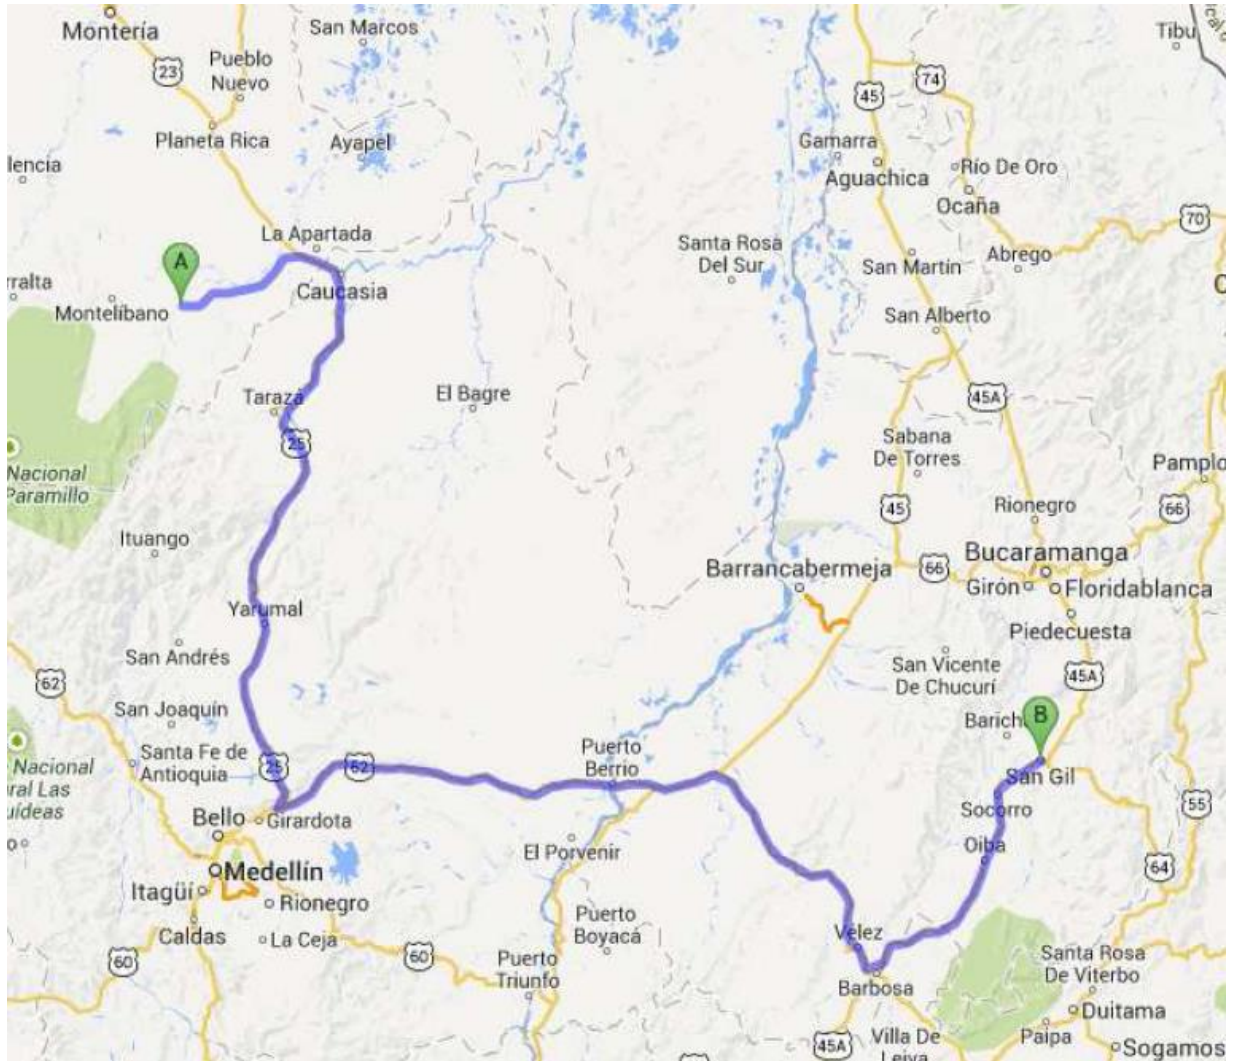 Montería
San Marcos
Tibu
Pueblo
Nuevo
23
74
45
Planeta Rica
Ayapel
Gamarra
lencia
Aguachica
Río De Oro
Ocaña
70
La Apartada
Santa Rosa
Del Sur
San Martin
Abrego
A
rralta
Montelíbano
Caucasia
San Alberto
Tarazá
El Bagre
45A
25
Sabana
De Torres
Nacional
Paramillo
Pamplo
45
Rionegro
66
Ituango
Barrancabermeja
66
Bucaramanga
Girón
Floridablanca
Yarumal
Piedecuesta
San Andrés
62
San Vicente
De Chucurí
45A
San Joaquín
Barich
B
Santa Fe de
Antioquia
25
62
Puerto
Berrio
San Gil
Nacional
ral Las
uídeas
Bello
Girardota
Socorro
55
El Porvenir
Oiba
64
Medellín
Itagüí
Rionegro
Caldas
La Ceja
60
60
Puerto
Boyacá
Velez
Puerto
Triunfo
Santa Rosa
De Viterbo
Barbosa
Duitama
45A
Villa De
Leiva
Paipa
Sogamos